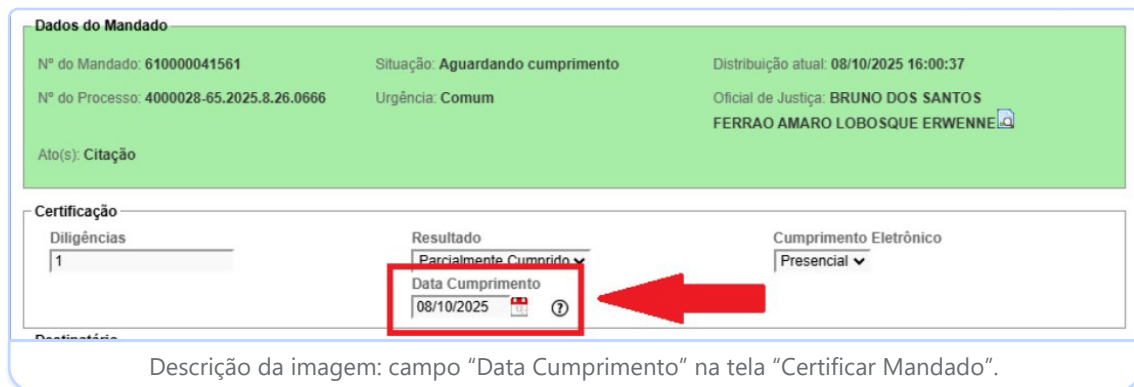 Dados do Mandado
Nº do Mandado: 610000041561 Situação: Aguardando cumprimento Distribuição atual: 08/10/2025 16:00:37
Nº do Processo: 4000028-65.2025.8.26.0666 Urgência: Comum Oficial de Justiça: BRUNO DOS SANTOS
FERRAO AMARO LOBOSQUE ERWENNE
Ato(s): Citação
Certificação
Diligências Resultado Cumprimento Eletrônico
1 Parcialmente Cumprido Presencial
Data Cumprimento
08/10/2025
Destinatário
Descrição da imagem: campo “Data Cumprimento” na tela “Certificar Mandado”.